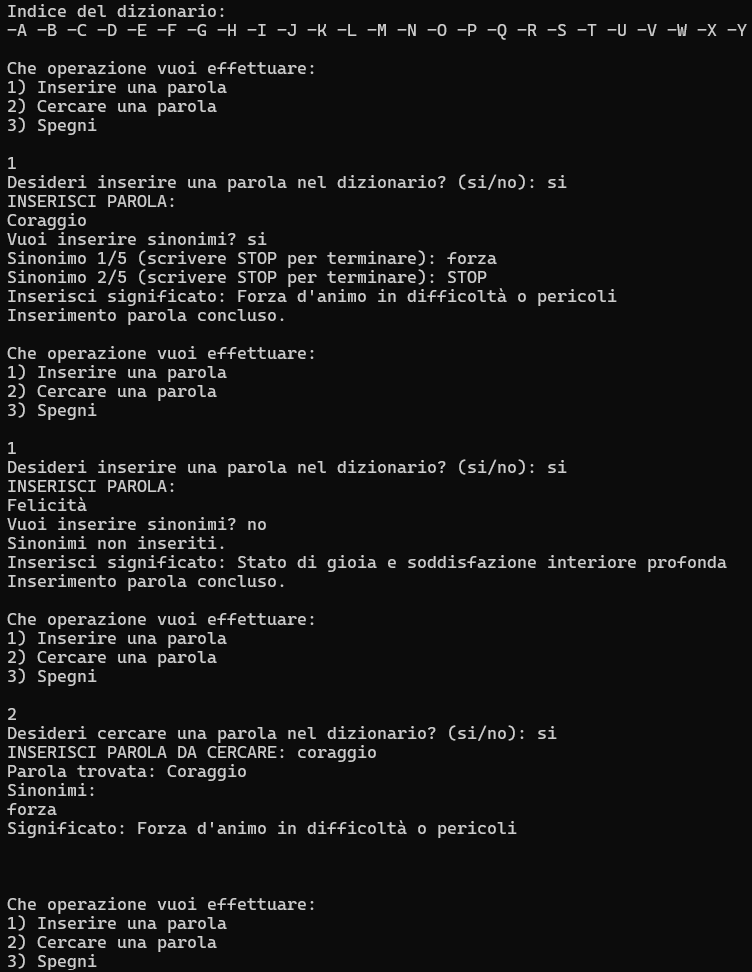 Indice del dizionario:
-A -B -C -D -E -F -G -H -I -J -K -L -M -N -O -P -Q -R -S -T -U -V -W -X -Y
Che operazione vuoi effettuare:
1) Inserire una parola
2) Cercare una parola
3) Spegni
1
Desideri inserire una parola nel dizionario? (si/no): si
INSERISCI PAROLA:
Coraggio
Vuoi inserire sinonimi? si
Sinonimo 1/5 (scrivere STOP per terminare): forza
Sinonimo 2/5 (scrivere STOP per terminare): STOP
Inserisci significato: Forza d'animo in difficoltà o pericoli
Inserimento parola concluso.
Che operazione vuoi effettuare:
1) Inserire una parola
2) Cercare una parola
3) Spegni
1
Desideri inserire una parola nel dizionario? (si/no): si
INSERISCI PAROLA:
Felicità
Vuoi inserire sinonimi? no
Sinonimi non inseriti.
Inserisci significato: Stato di gioia e soddisfazione interiore profonda
Inserimento parola concluso.
Che operazione vuoi effettuare:
1) Inserire una parola
2) Cercare una parola
3) Spegni
2
Desideri cercare una parola nel dizionario? (si/no): si
INSERISCI PAROLA DA CERCARE: coraggio
Parola trovata: Coraggio
Sinonimi:
forza
Significato: Forza d'animo in difficoltà o pericoli
Che operazione vuoi effettuare:
1) Inserire una parola
2) Cercare una parola
3) Spegni